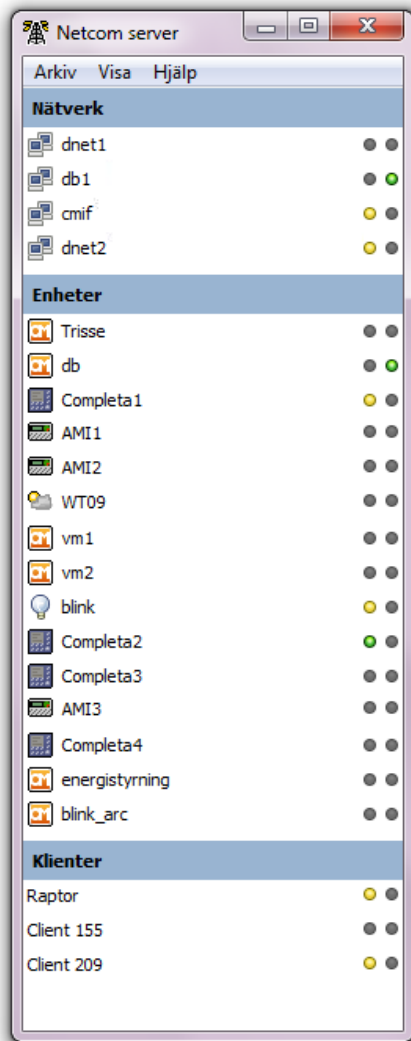 Netcom server
Arkiv Visa Hjälp
Nätverk
dnet1
db1
cmif
dnet2
Enheter
Trisse
db
Completa1
AMI1
AMI2
WT09
vm1
vm2
blink
Completa2
Completa3
AMI3
Completa4
energistyrning
blink_arc
Klienter
Raptor
Client 155
Client 209